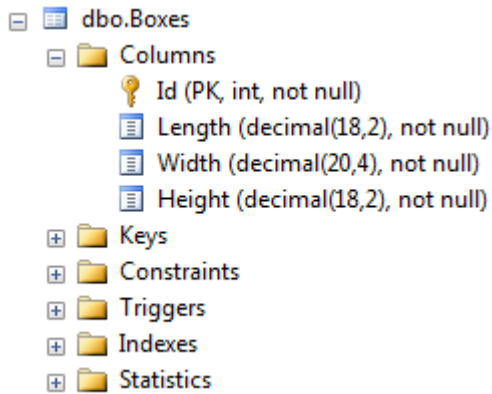 dbo.Boxes
Columns
Id (PK, int, not null)
Length (decimal(18,2), not null)
Width (decimal(20,4), not null)
Height (decimal(18,2), not null)
Keys
Constraints
Triggers
Indexes
Statistics